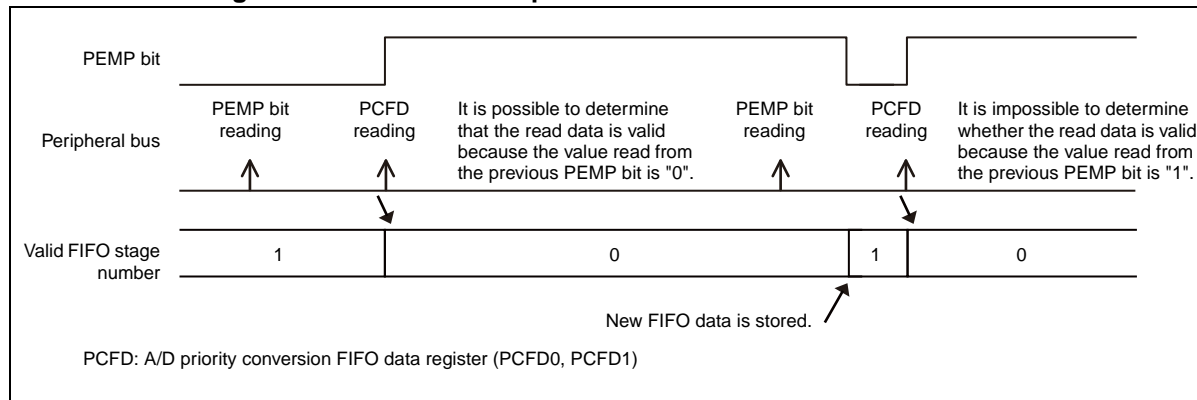 PEMP bit
Peripheral bus
PEMP bit
reading
PCFD
reading
It is possible to determine
that the read data is valid
because the value read from
the previous PEMP bit is "0".
PEMP bit
reading
PCFD
reading
It is impossible to determine
whether the read data is valid
because the value read from
the previous PEMP bit is "1".
Valid FIFO stage
number
1
0
1
0
New FIFO data is stored.
PCFD: A/D priority conversion FIFO data register (PCFD0, PCFD1)